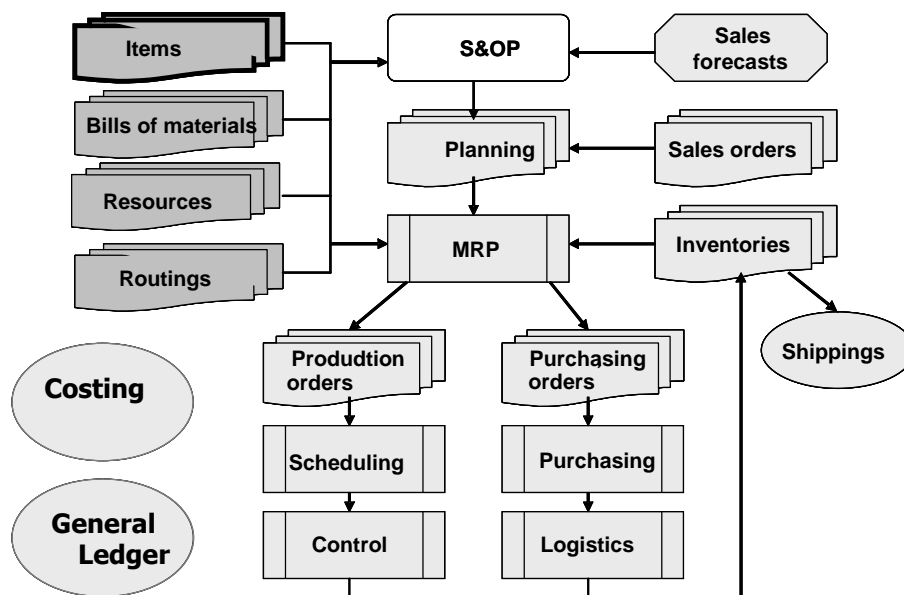 Items
S&OP
Sales
forecasts
Bills of materials
Planning
Sales orders
Resources
MRP
Inventories
Routings
Shippings
Produdtion
orders
Purchasing
orders
Costing
Scheduling
Purchasing
General
Ledger
Control
Logistics